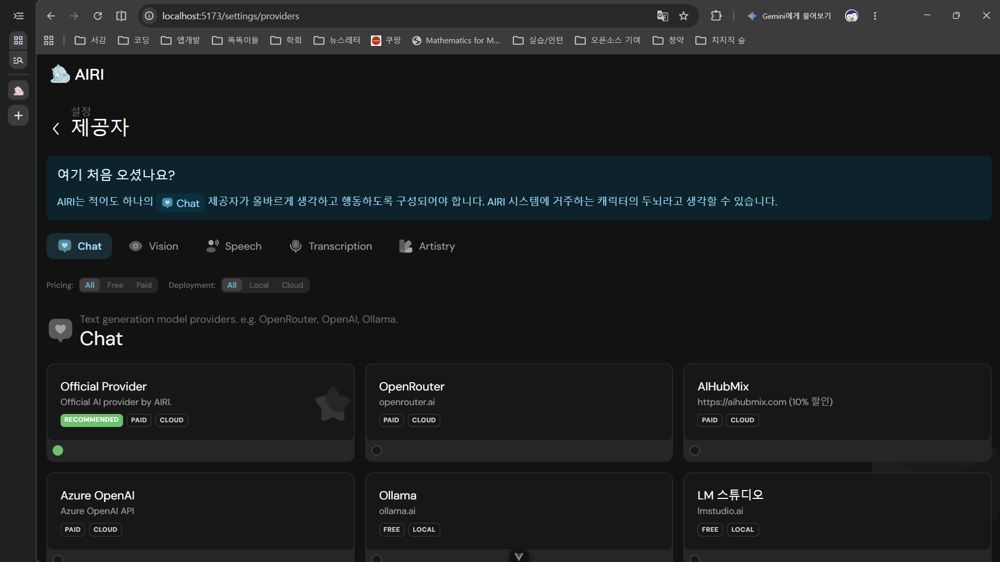 localhost:5173/settings/providers
Gemini에게 물어보기
서강
코딩
앱개발
똑똑이들
학회
뉴스레터
쿠팡
Mathematics for M...
실습/인턴
오픈소스 기여
청약
치지직 숲
AIRI
설정
제공자
여기 처음 오셨나요?
AIRI는 적어도 하나의 Chat 제공자가 올바르게 생각하고 행동하도록 구성되어야 합니다. AIRI 시스템에 거주하는 캐릭터의 두뇌라고 생각할 수 있습니다.
Chat
Vision
Speech
Transcription
Artistry
Pricing: All Free Paid
Deployment: All Local Cloud
Text generation model providers. e.g. OpenRouter, OpenAI, Ollama.
Chat
Official Provider
Official AI provider by AIRI.
RECOMMENDED PAID CLOUD
OpenRouter
openrouter.ai
PAID CLOUD
AIHubMix
https://aihubmix.com (10% 할인)
PAID CLOUD
Azure OpenAI
Azure OpenAI API
PAID CLOUD
Ollama
ollama.ai
FREE LOCAL
LM 스튜디오
lmstudio.ai
FREE LOCAL